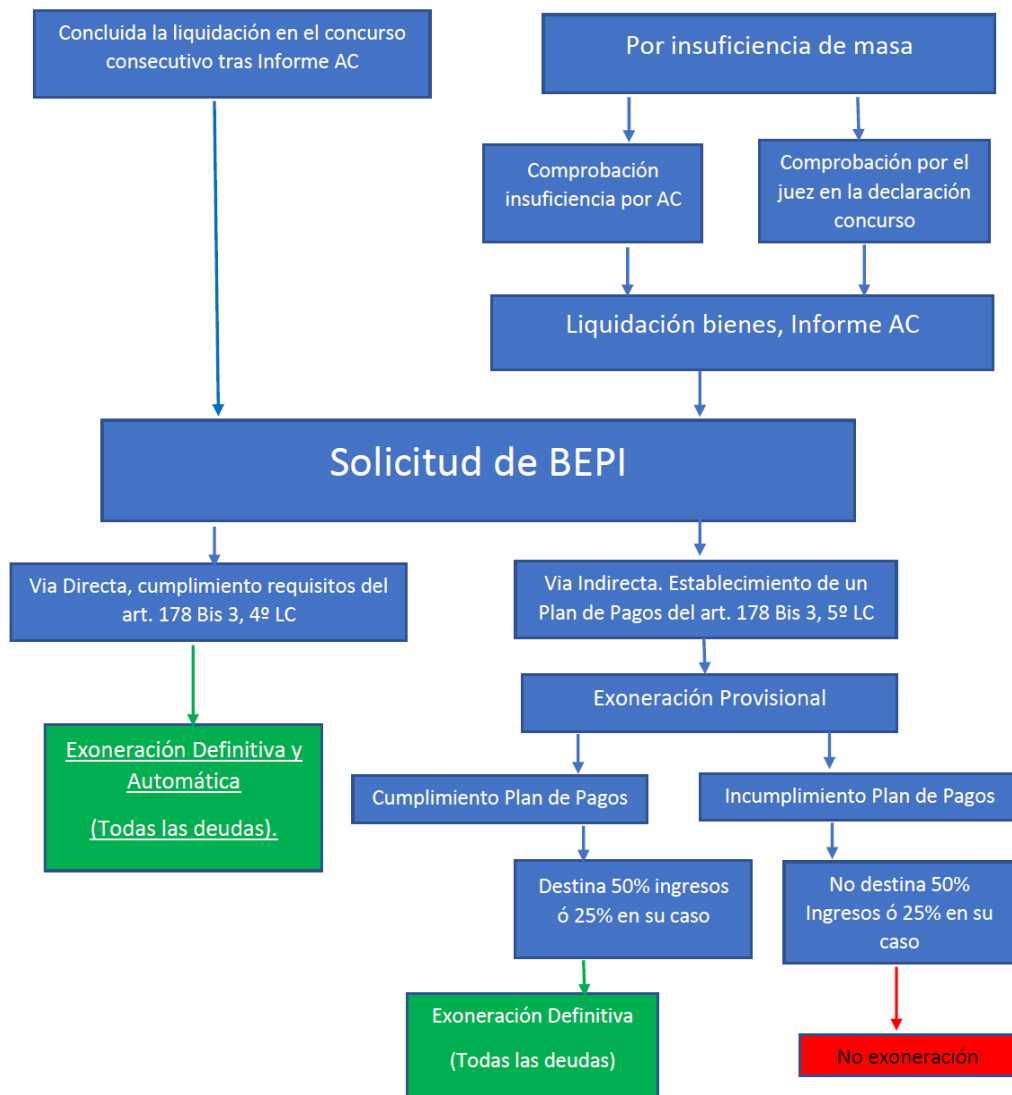 Concluida la liquidación en el concurso
consecutivo tras Informe AC
Por insuficiencia de masa
Comprobación
insuficiencia por AC
Comprobación por el
juez en la declaración
concurso
Liquidación bienes, Informe AC
Solicitud de BEPI
Via Directa, cumplimiento requisitos del
art. 178 Bis 3, 4º LC
Via Indirecta. Establecimiento de un
Plan de Pagos del art. 178 Bis 3, 5º LC
Exoneración Provisional
Exoneración Definitiva y
Automática
(Todas las deudas).
Cumplimiento Plan de Pagos
Incumplimiento Plan de Pagos
Destina 50% ingresos
ó 25% en su caso
No destina 50%
Ingresos ó 25% en su
caso
Exoneración Definitiva
(Todas las deudas)
No exoneración